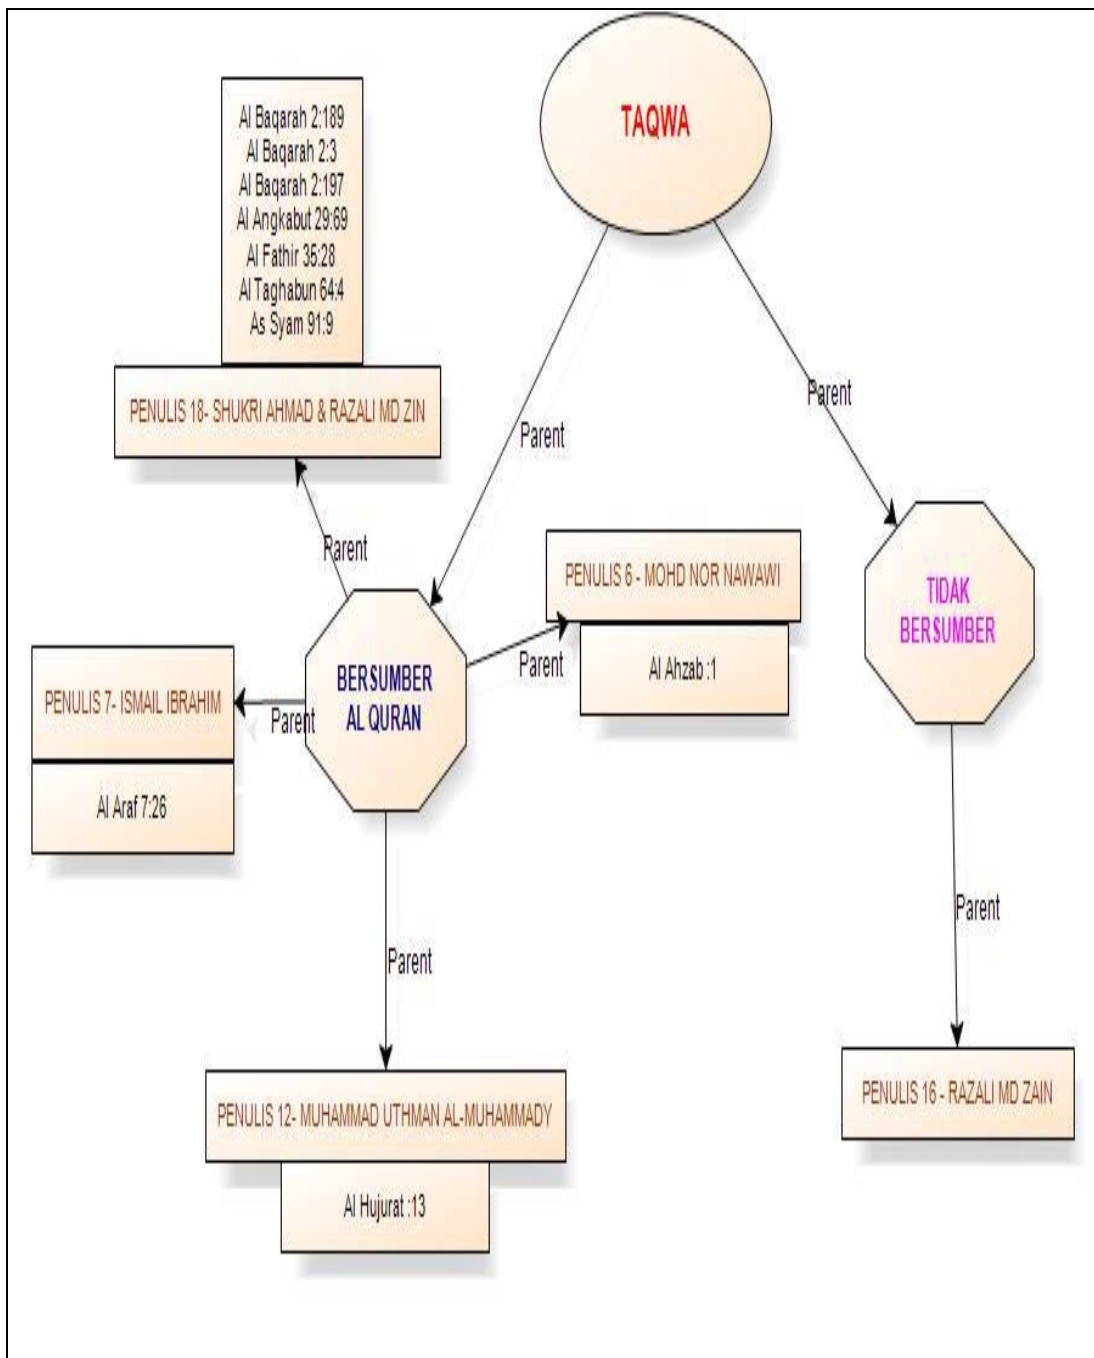 TAQWA
Al Baqarah 2:189
Al Baqarah 2:3
Al Baqarah 2:197
Al Angkabut 29:69
Al Fathir 35:28
Al Taghabun 64:4
As Syam 91:9
PENULIS 18- SHUKRI AHMAD & RAZALI MD ZIN
Parent
Parent
Parent
PENULIS 6 - MOHD NOR NAWAWI
Al Ahzab :1
Parent
TIDAK
BERSUMBER
BERSUMBER
AL QURAN
PENULIS 7- ISMAIL IBRAHIM
Al Araf 7:26
Parent
Parent
Parent
PENULIS 12- MUHAMMAD UTHMAN AL-MUHAMMADY
Al Hujurat :13
PENULIS 16 - RAZALI MD ZAIN